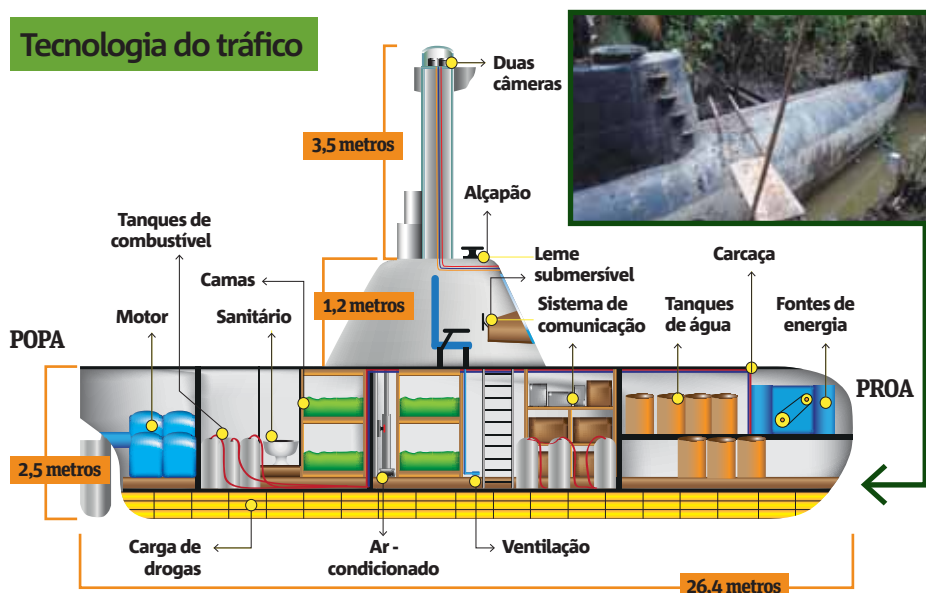 Tecnologia do tráfico
Duas
câmeras
3,5 metros
Alçapão
Tanques de
combustível
Leme
submersível
Carcaça
Camas
1,2 metros
Sistema de
comunicação
Tanques
de água
Fontes de
energia
Motor
Sanitário
POPA
PROA
2,5 metros
Carga de
drogas
Ar -
condicionado
Ventilação
26,4 metros